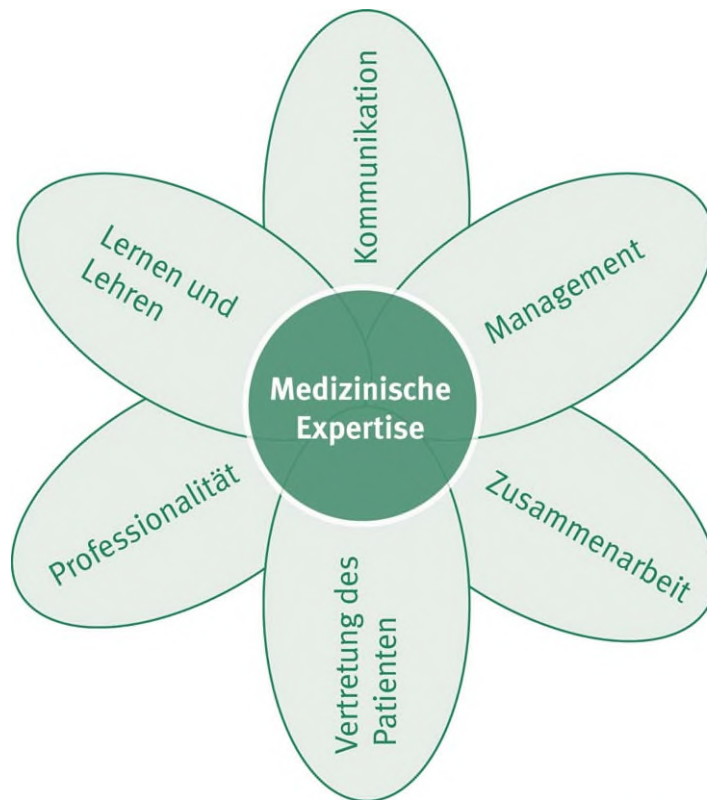 Kommunikation
Management
Zusammenarbeit
Vertretung des
Patienten
Professionalität
Lernen und
Lehren
Medizinische
Expertise